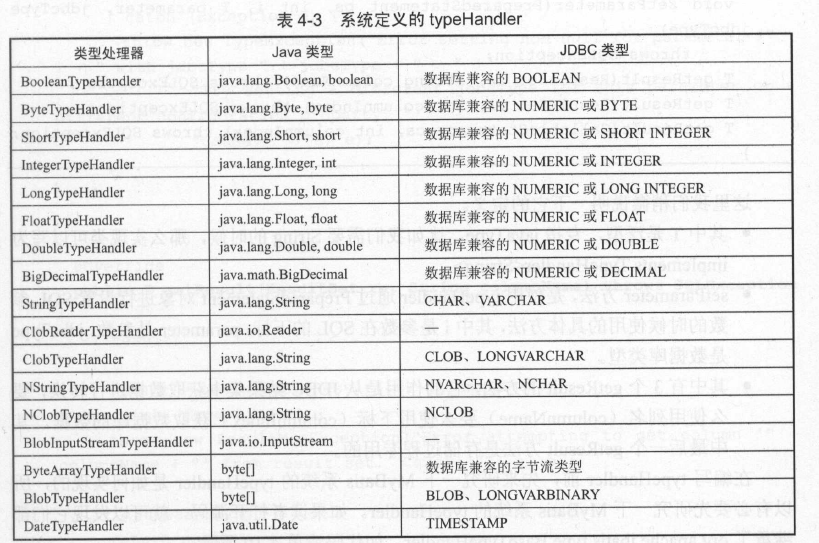 表 4-3 系统定义的 typeHandler
类型处理器 Java 类型 JDBC 类型
BooleanTypeHandler java.lang.Boolean, boolean 数据库兼容的 BOOLEAN
ByteTypeHandler java.lang.Byte, byte 数据库兼容的 NUMERIC 或 BYTE
ShortTypeHandler java.lang.Short, short 数据库兼容的 NUMERIC 或 SHORT INTEGER
IntegerTypeHandler java.lang.Integer, int 数据库兼容的 NUMERIC 或 INTEGER
LongTypeHandler java.lang.Long, long 数据库兼容的 NUMERIC 或 LONG INTEGER
FloatTypeHandler java.lang.Float, float 数据库兼容的 NUMERIC 或 FLOAT
DoubleTypeHandler java.lang.Double, double 数据库兼容的 NUMERIC 或 DOUBLE
BigDecimalTypeHandler java.math.BigDecimal 数据库兼容的 NUMERIC 或 DECIMAL
StringTypeHandler java.lang.String CHAR、VARCHAR
ClobReaderTypeHandler java.io.Reader
ClobTypeHandler java.lang.String CLOB、LONGVARCHAR
NStringTypeHandler java.lang.String NVARCHAR、NCHAR
NClobTypeHandler java.lang.String NCLOB
BlobInputStreamTypeHandler java.io.InputStream
ByteArrayTypeHandler byte[] 数据库兼容的字节流类型
BlobTypeHandler byte[] BLOB、LONGVARBINARY
DateTypeHandler java.util.Date TIMESTAMP